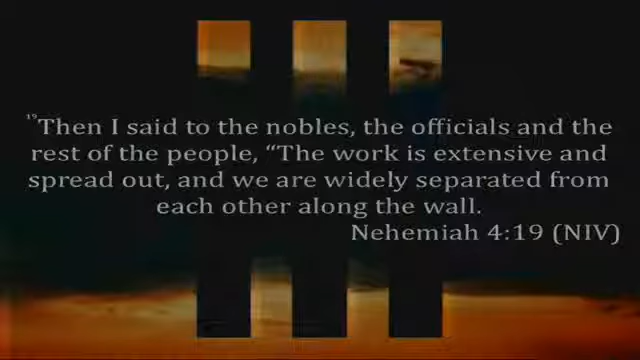 ¹⁹Then I said to the nobles, the officials and the
rest of the people, “The work is extensive and
spread out, and we are widely separated from
each other along the wall.
Nehemiah 4:19 (NIV)